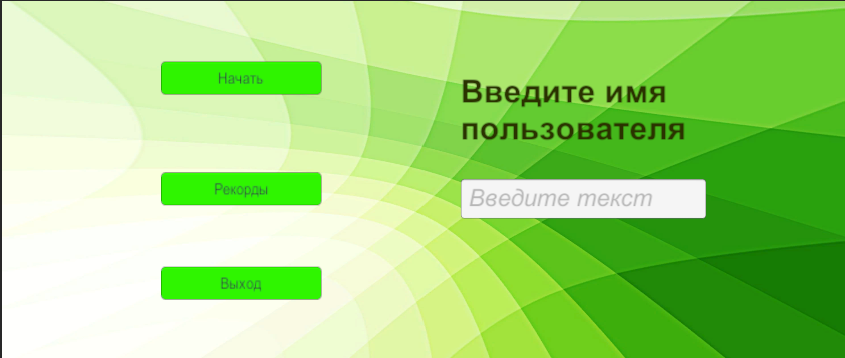 Начать
Рекорды
Выход
Введите имя
пользователя
Введите текст